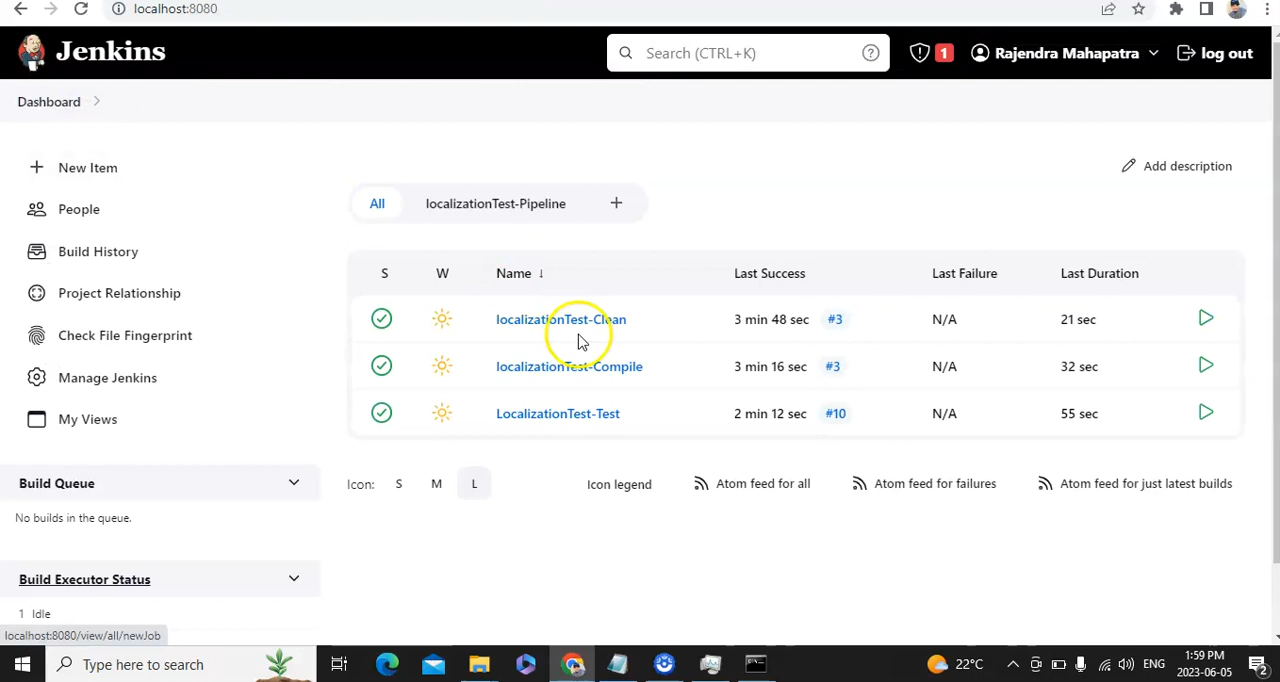 localhost:8080
Jenkins
Search (CTRL+K)
1
Rajendra Mahapatra
log out
Dashboard
New Item
People
Build History
Project Relationship
Check File Fingerprint
Manage Jenkins
My Views
Build Queue
No builds in the queue.
Build Executor Status
1 Idle
localhost:8080/view/all/newJob
Add description
All localizationTest-Pipeline +
S W Name ↓ Last Success Last Failure Last Duration
localizationTest-Clean 3 min 48 sec #3 N/A 21 sec
localizationTest-Compile 3 min 16 sec #3 N/A 32 sec
LocalizationTest-Test 2 min 12 sec #10 N/A 55 sec
Icon: S M L Icon legend Atom feed for all Atom feed for failures Atom feed for just latest builds
Type here to search
22°C
ENG
1:59 PM
2023-06-05
2